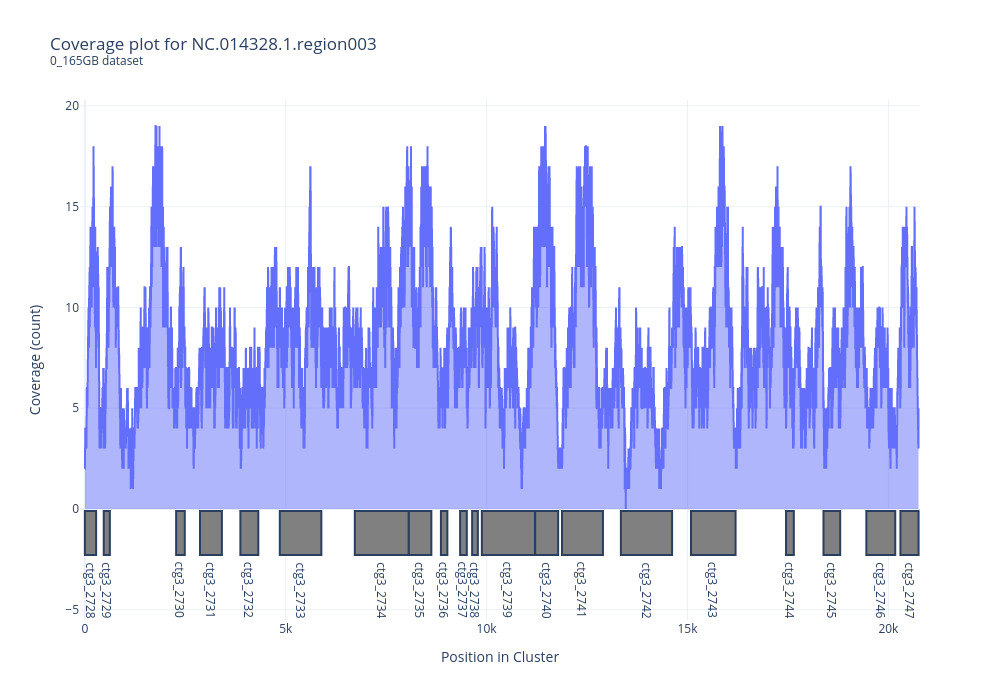 Coverage plot for NC.014328.1.region003
0_165GB dataset
Coverage (count)
20
15
10
5
0
−5
ctg3_2728
ctg3_2729
ctg3_2730
ctg3_2731
ctg3_2732
ctg3_2733
ctg3_2734
ctg3_2735
ctg3_2736
ctg3_2737
ctg3_2738
ctg3_2739
ctg3_2740
ctg3_2741
ctg3_2742
ctg3_2743
ctg3_2744
ctg3_2745
ctg3_2746
ctg3_2747
0
5k
10k
15k
20k
Position in Cluster